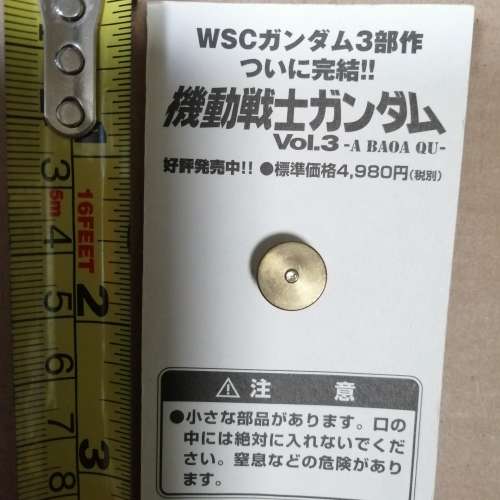 WSCガンダム3部作
ついに完結!!
機動戦士ガンダム
Vol.3 -A BAOA QU-
好評発売中!! ●標準価格4,980円(税別)
⚠注 意
●小さな部品があります。口の
中には絶対に入れないでくだ
さい。窒息などの危険があり
ます。
1
2
3
3
4
5
6
7
8
5m
16FEET